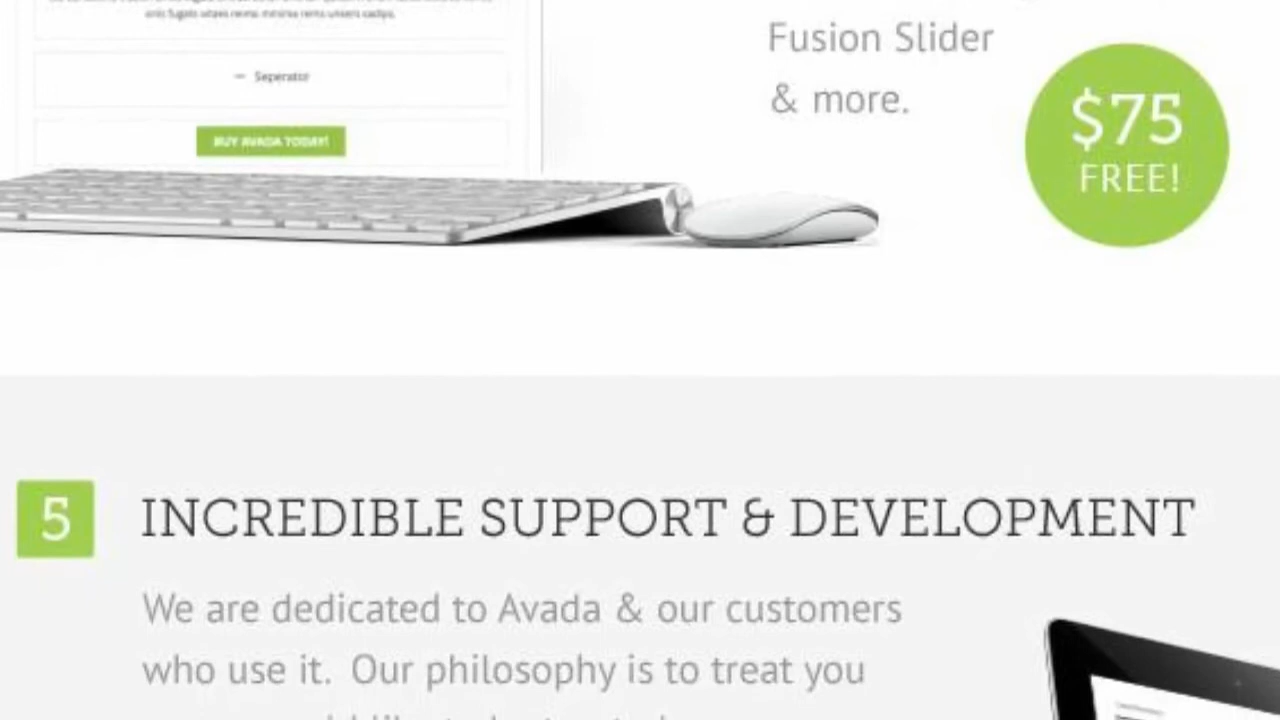 Seperator
BUY AVADA TODAY!
Fusion Slider
& more.
$75
FREE!
5
INCREDIBLE SUPPORT & DEVELOPMENT
We are dedicated to Avada & our customers
who use it. Our philosophy is to treat you